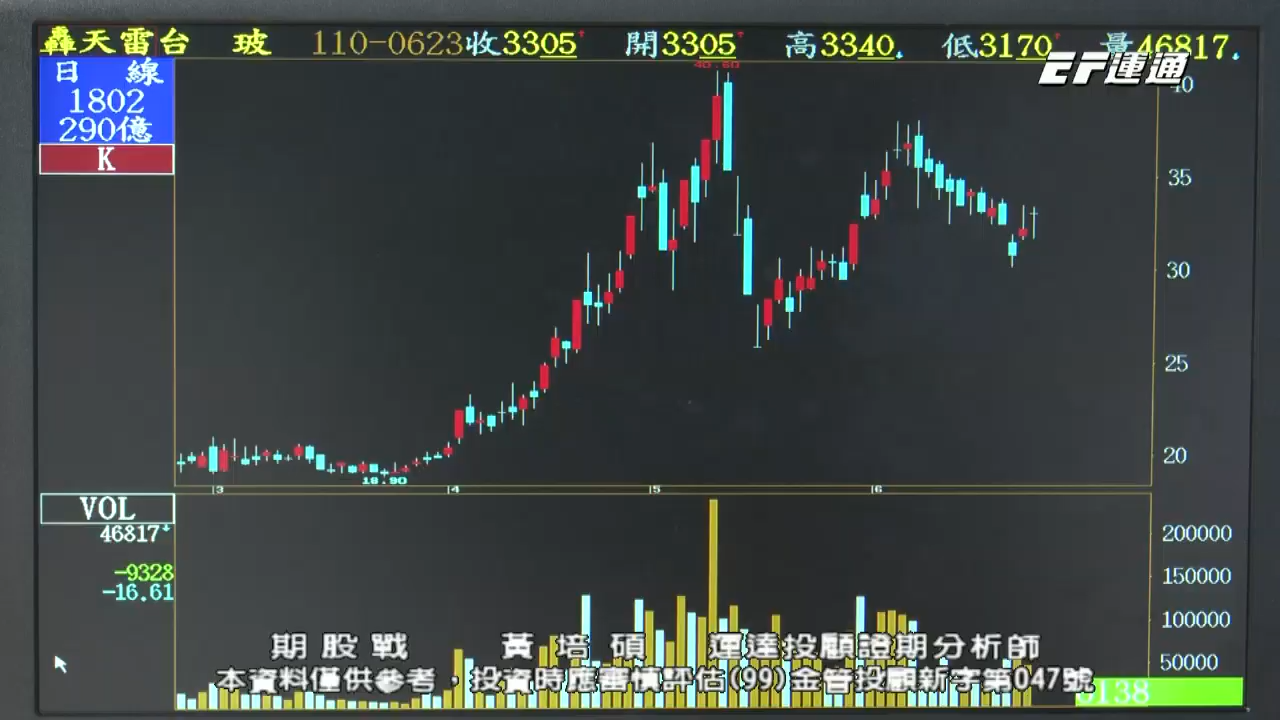 轟天雷台 玻 110-0623收3305 開3305 高3340 低3170 量46817
EF運通
日 線
1802
290億
K
40.80
40
35
30
25
20
18.90
3 4 5 6
VOL
46817
-9328
-16.61
200000
150000
100000
50000
期股戰 黃培碩 運達投顧證期分析師
本資料僅供參考，投資時應審慎評估(99)金管投顧新字第047號
6138